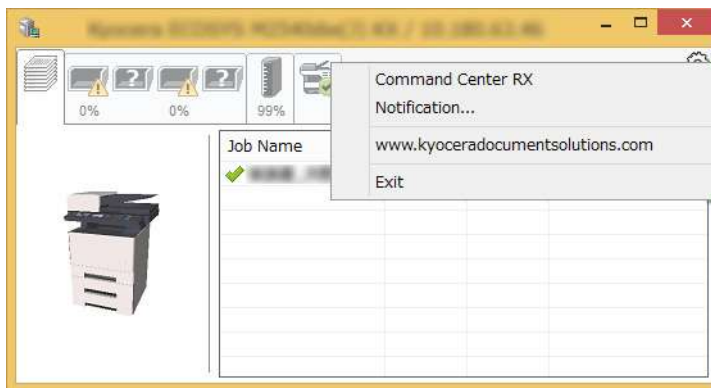 0%
0%
99%
Command Center RX
Notification...
www.kyoceradocumentsolutions.com
Exit
Job Name